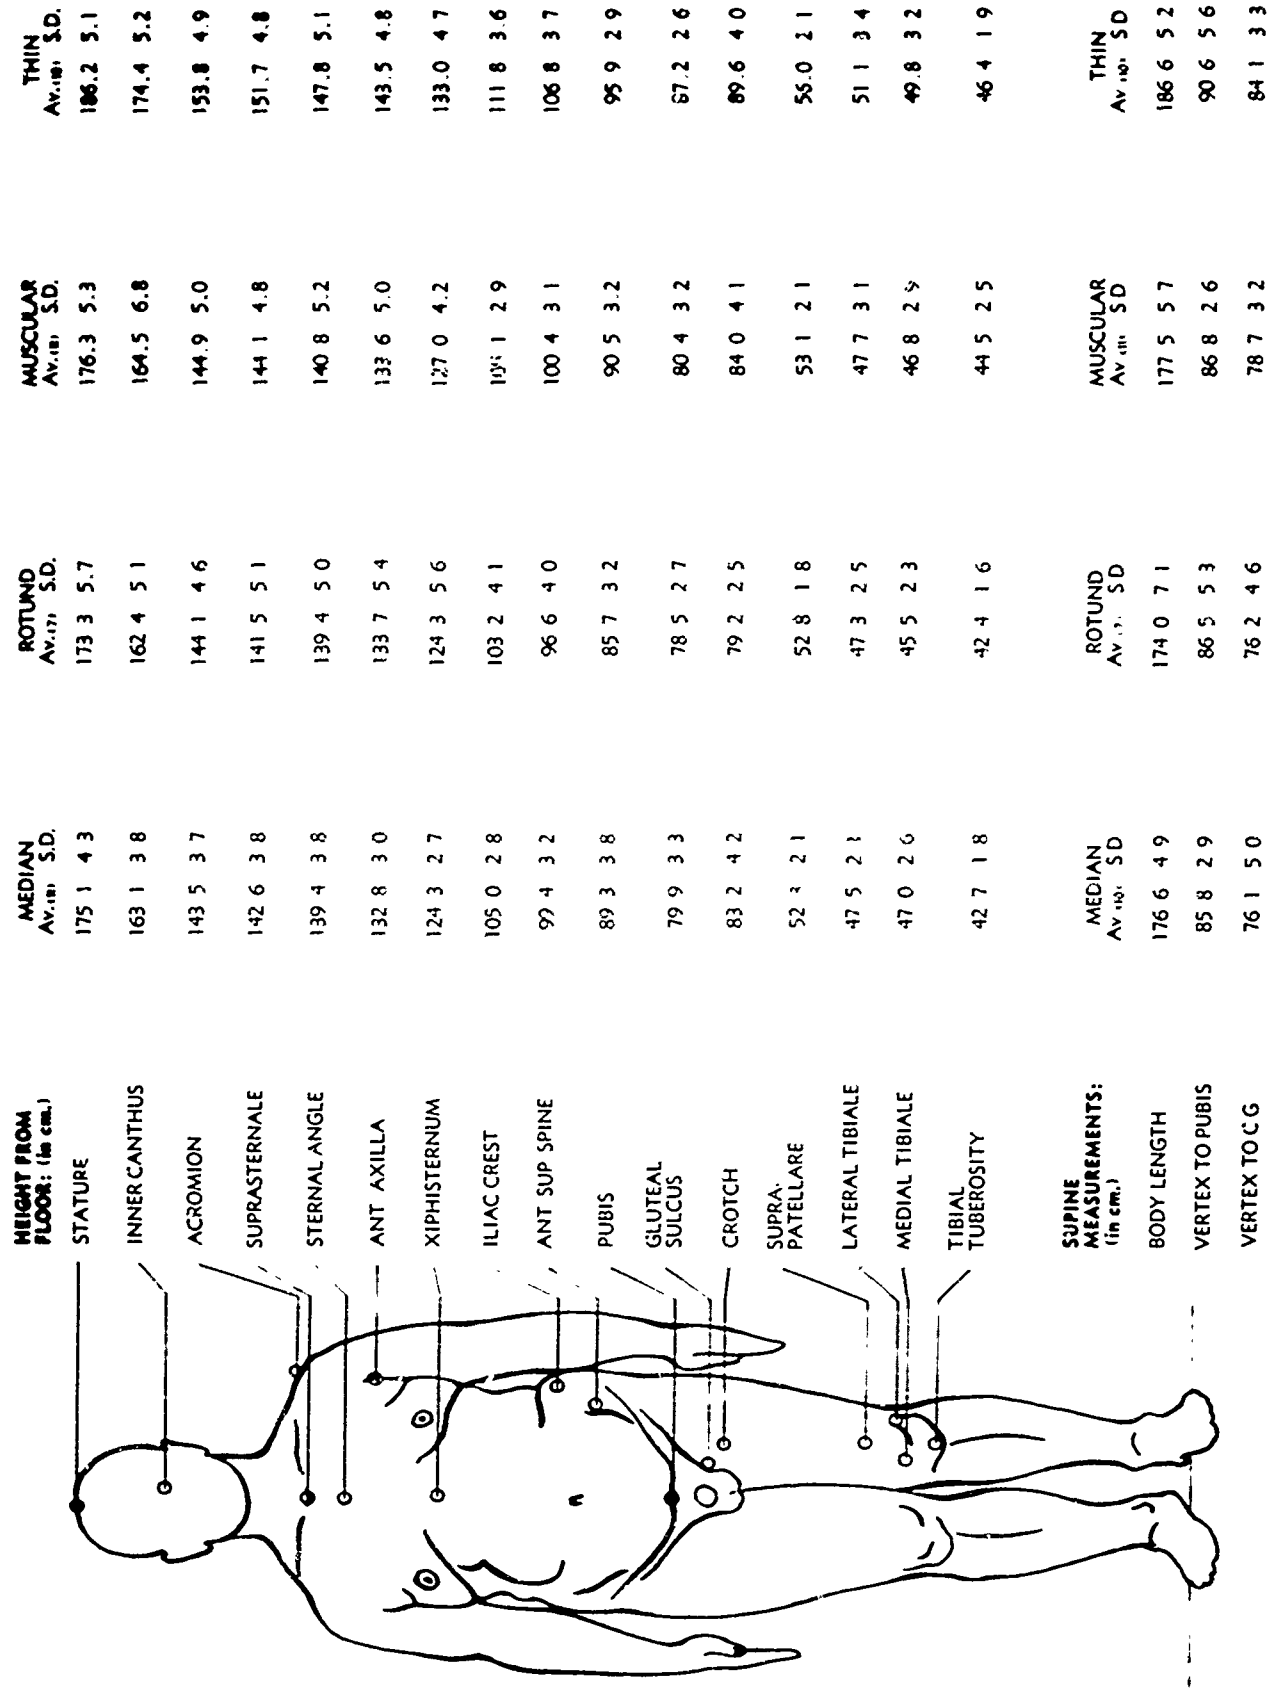 HEIGHT FROM FLOOR: (in cm.) MEDIAN ROTUND MUSCULAR THIN
Av.(8) S.D. Av.(7) S.D. Av.(8) S.D. Av.(8) S.D.
STATURE 175 1 4 3 173 3 5.7 176.3 5.3 186.2 5.1
INNER CANTHUS 163 1 3 8 162 4 5 1 164.5 6.8 174.4 5.2
ACROMION 143 5 3 7 144 1 4 6 144.9 5.0 153.8 4.9
SUPRASTERNALE 142 6 3 8 141 5 5 1 144 1 4.8 151.7 4.8
STERNAL ANGLE 139 4 3 8 139 4 5 0 140 8 5.2 147.8 5.1
ANT AXILLA 132 8 3 0 133 7 5 4 133 6 5.0 143.5 4.8
XIPHISTERNUM 124 3 2 7 124 3 5 6 127 0 4.2 133.0 4 7
ILIAC CREST 105 0 2 8 103 2 4 1 1 2 9 111 8 3.6
ANT SUP SPINE 99 4 3 2 96 6 4 0 100 4 3 1 106 8 3 7
PUBIS 89 3 3 8 85 7 3 2 90 5 3.2 95 9 2 9
GLUTEAL SULCUS 79 9 3 3 78 5 2 7 80 4 3 2 2 6
CROTCH 83 2 4 2 79 2 2 5 84 0 4 1 89.6 4 0
SUPRA-PATELLARE 52 2 1 52 8 1 8 53 1 2 1 55.0 2 1
LATERAL TIBIALE 47 5 47 3 2 5 47 7 3 1 51 1 3 4
MEDIAL TIBIALE 47 0 2 6 45 5 2 3 46 8 49.8 3 2
TIBIAL TUBEROSITY 42 7 1 8 42 4 1 6 44 5 2 5 46 4 1 9
SUPINE MEASUREMENTS: (in cm.) MEDIAN ROTUND MUSCULAR THIN
Av S D Av S D Av S D Av S D
BODY LENGTH 176 6 4 9 174 0 7 1 177 5 5 7 186 6 5 2
VERTEX TO PUBIS 85 8 2 9 86 5 5 3 86 8 2 6 90 6 5 6
VERTEX TO C G 76 1 5 0 76 2 4 6 78 7 3 2 84 1 3 3